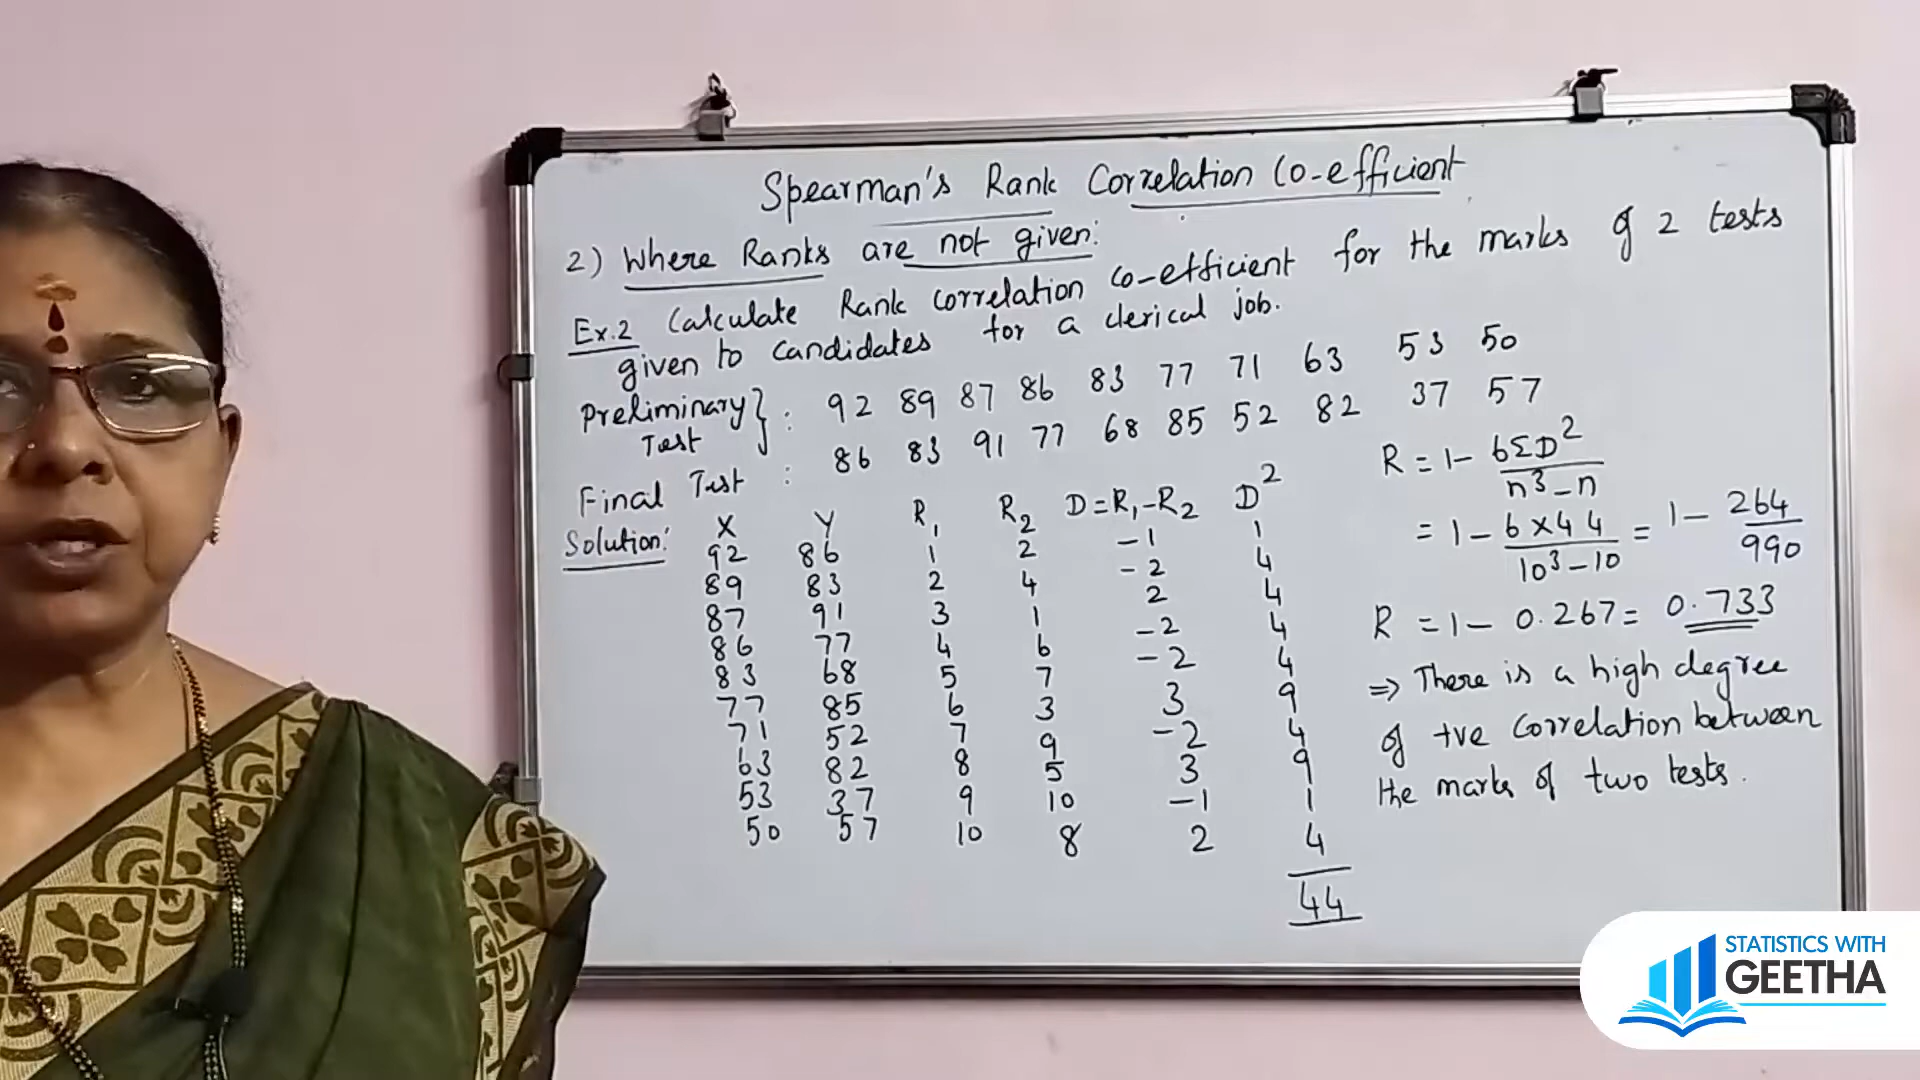 Spearman's Rank Correlation Co-efficient
2) Where Ranks are not given:
Ex.2 Calculate Rank correlation co-efficient for the marks of 2 tests
given to candidates for a clerical job.
Preliminary Test } : 92 89 87 86 83 77 71 63 53 50
Final Test : 86 83 91 77 68 85 52 82 37 57
Solution:
X Y R₁ R₂ D=R₁-R₂ D²
92 86 1 2 -1 1
89 83 2 4 -2 4
87 91 3 1 2 4
86 77 4 6 -2 4
83 68 5 7 -2 4
77 85 6 3 3 9
71 52 7 9 -2 4
63 82 8 5 3 9
53 37 9 10 -1 1
50 57 10 8 2 4
44
R = 1 - 6ΣD² / n³-n
= 1 - 6×44 / 10³-10 = 1 - 264 / 990
R = 1 - 0.267 = 0.733
⇒ There is a high degree
of +ve correlation between
the marks of two tests.
STATISTICS WITH
GEETHA